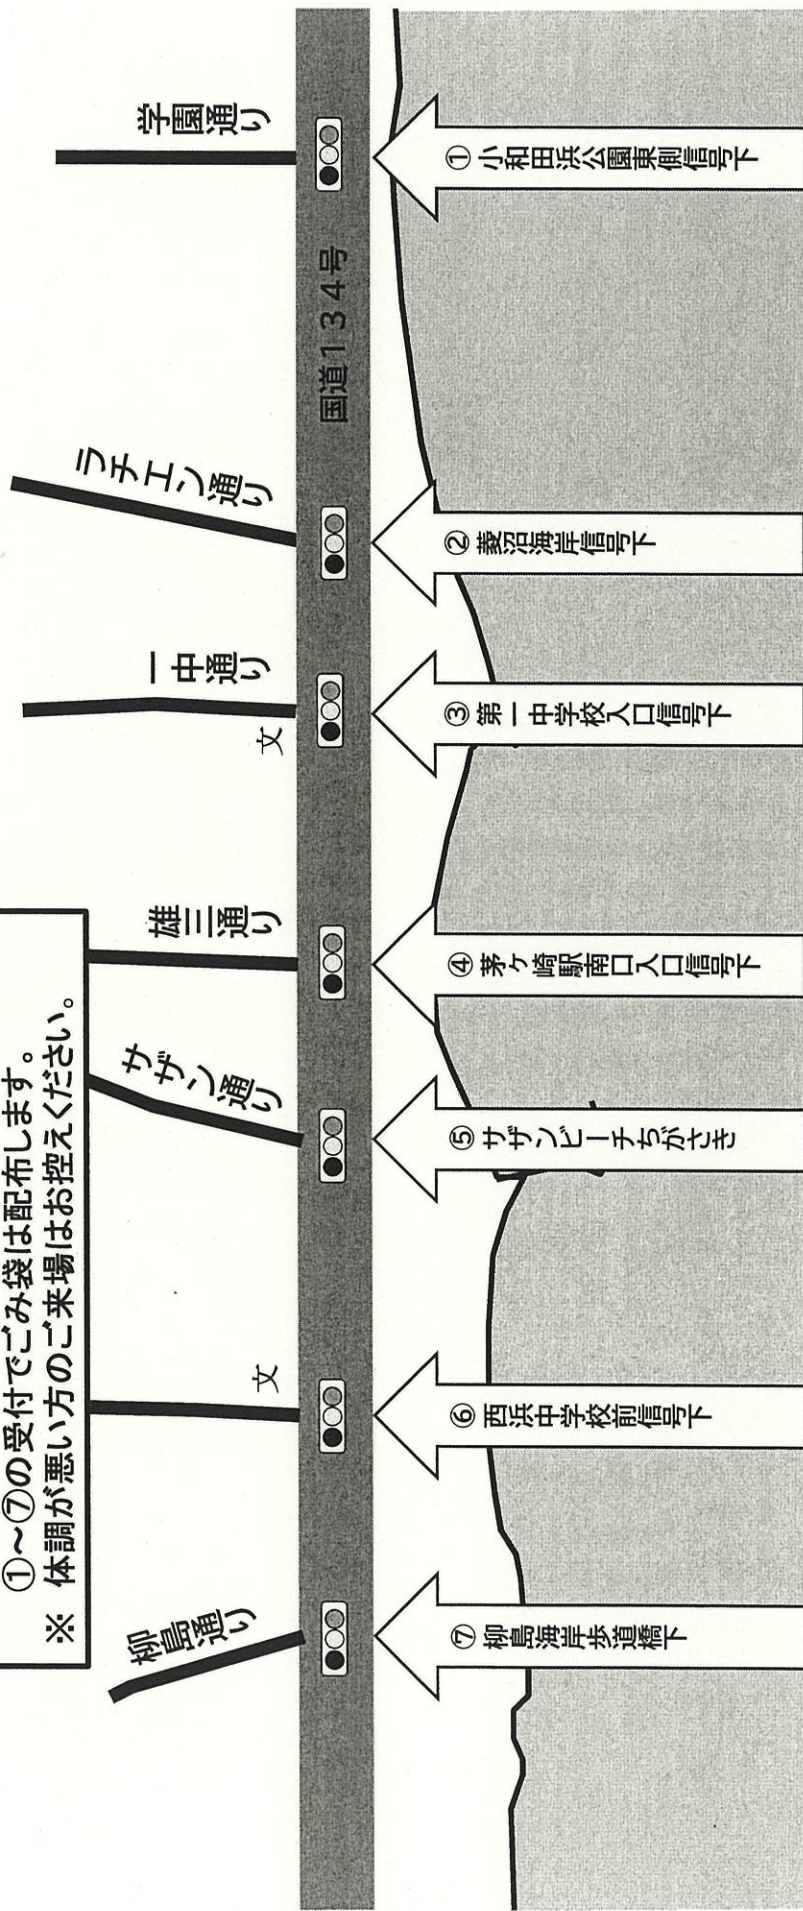 ①～⑦の受付でごみ袋は配布します。
※ 体調が悪い方のご来場はお控えください。
柳島通り
サザン通り
雄三通り
一中通り
ラチエン通り
学園通り
文
文
国道134号
⑦ 柳島海岸歩道橋下
⑥ 西浜中学校前信号下
⑤ サザンビーチちがさき
④ 茅ケ崎駅南口入口信号下
③ 第一中学校入口信号下
② 菱沼海岸信号下
① 小和田浜公園東側信号下